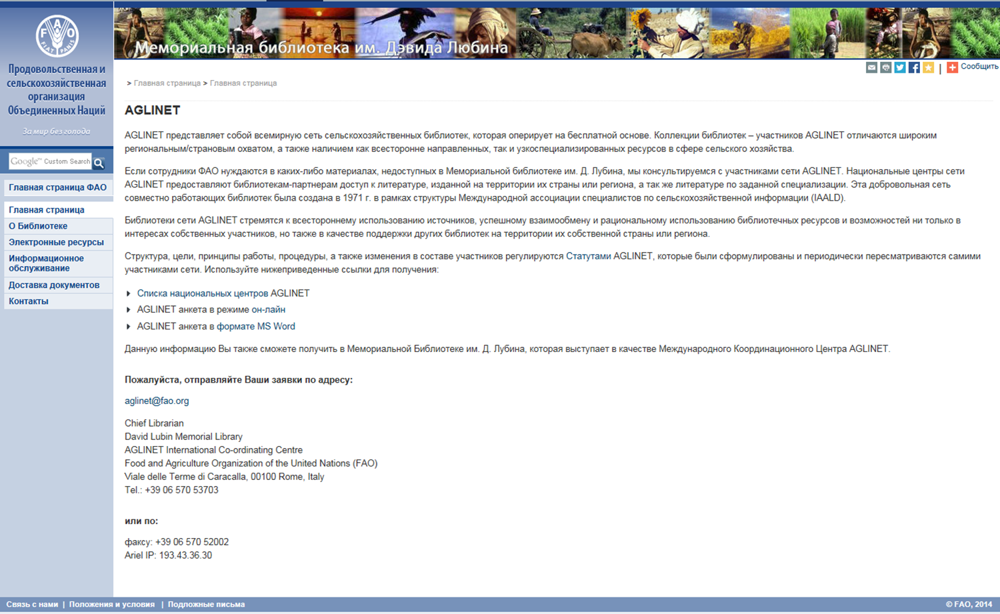 FAO
FIAT PANIS
Продовольственная и
сельскохозяйственная
организация
Объединенных Наций
За мир без голода
Google™ Custom Search
Главная страница ФАО
Главная страница
О Библиотеке
Электронные ресурсы
Информационное
обслуживание
Доставка документов
Контакты
Мемориальная библиотека им. Дэвида Любина
Сообщить
> Главная страница > Главная страница
AGLINET
AGLINET представляет собой всемирную сеть сельскохозяйственных библиотек, которая оперирует на бесплатной основе. Коллекции библиотек – участников AGLINET отличаются широким
региональным/страновым охватом, а также наличием как всесторонне направленных, так и узкоспециализированных ресурсов в сфере сельского хозяйства.
Если сотрудники ФАО нуждаются в каких-либо материалах, недоступных в Мемориальной библиотеке им. Д. Лубина, мы консультируемся с участниками сети AGLINET. Национальные центры сети
AGLINET предоставляют библиотекам-партнерам доступ к литературе, изданной на территории их страны или региона, а так же литературе по заданной специализации. Эта добровольная сеть
совместно работающих библиотек была создана в 1971 г. в рамках структуры Международной ассоциации специалистов по сельскохозяйственной информации (IAALD).
Библиотеки сети AGLINET стремятся к всестороннему использованию источников, успешному взаимообмену и рациональному использованию библиотечных ресурсов и возможностей ни только в
интересах собственных участников, но также в качестве поддержки других библиотек на территории их собственной страны или региона.
Структура, цели, принципы работы, процедуры, а также изменения в составе участников регулируются Статутами AGLINET, которые были сформулированы и периодически пересматриваются самими
участниками сети. Используйте нижеприведенные ссылки для получения:
Списка национальных центров AGLINET
AGLINET анкета в режиме он-лайн
AGLINET анкета в формате MS Word
Данную информацию Вы также сможете получить в Мемориальной Библиотеке им. Д. Лубина, которая выступает в качестве Международного Координационного Центра AGLINET.
Пожалуйста, отправляйте Ваши заявки по адресу:
aglinet@fao.org
Chief Librarian
David Lubin Memorial Library
AGLINET International Co-ordinating Centre
Food and Agriculture Organization of the United Nations (FAO)
Viale delle Terme di Caracalla, 00100 Rome, Italy
Tel.: +39 06 570 53703
или по:
факсу: +39 06 570 52002
Ariel IP: 193.43.36.30
Связь с нами | Положения и условия | Подложные письма
© FAO, 2014